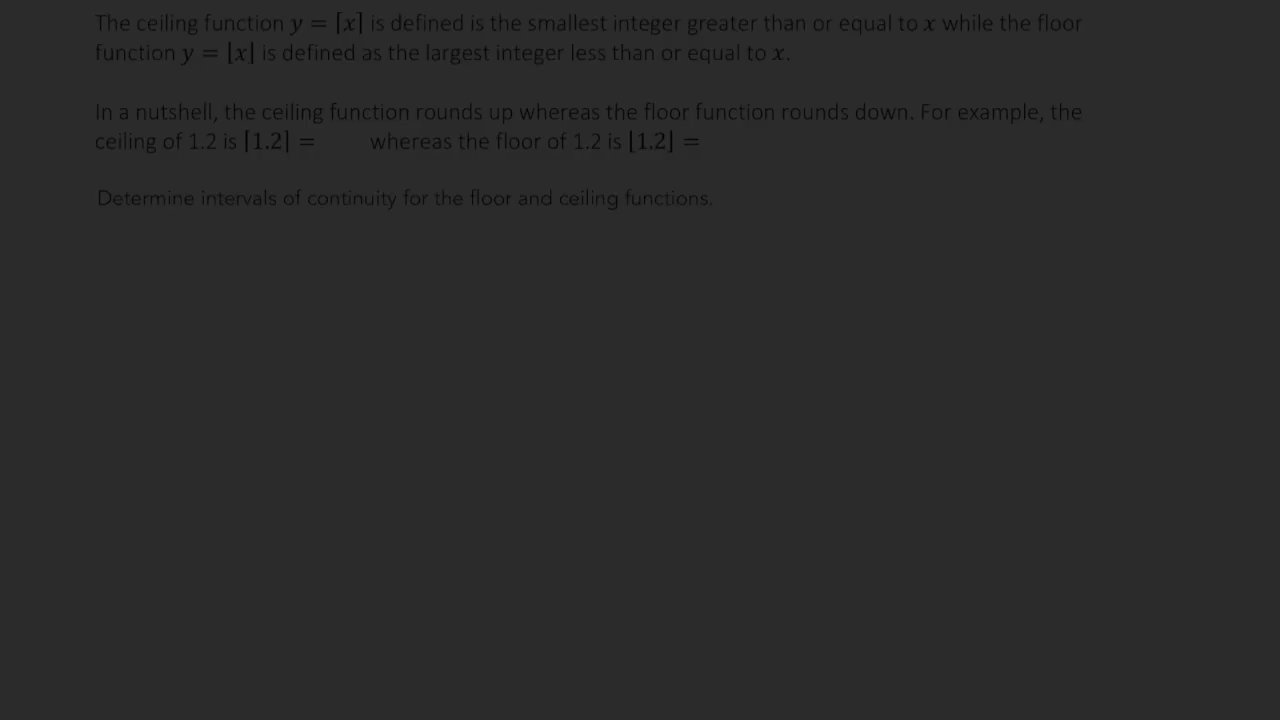 The ceiling function y = ⌈x⌉ is defined is the smallest integer greater than or equal to x while the floor
function y = ⌊x⌋ is defined as the largest integer less than or equal to x.
In a nutshell, the ceiling function rounds up whereas the floor function rounds down. For example, the
ceiling of 1.2 is ⌈1.2⌉ = whereas the floor of 1.2 is ⌊1.2⌋ =
Determine intervals of continuity for the floor and ceiling functions.